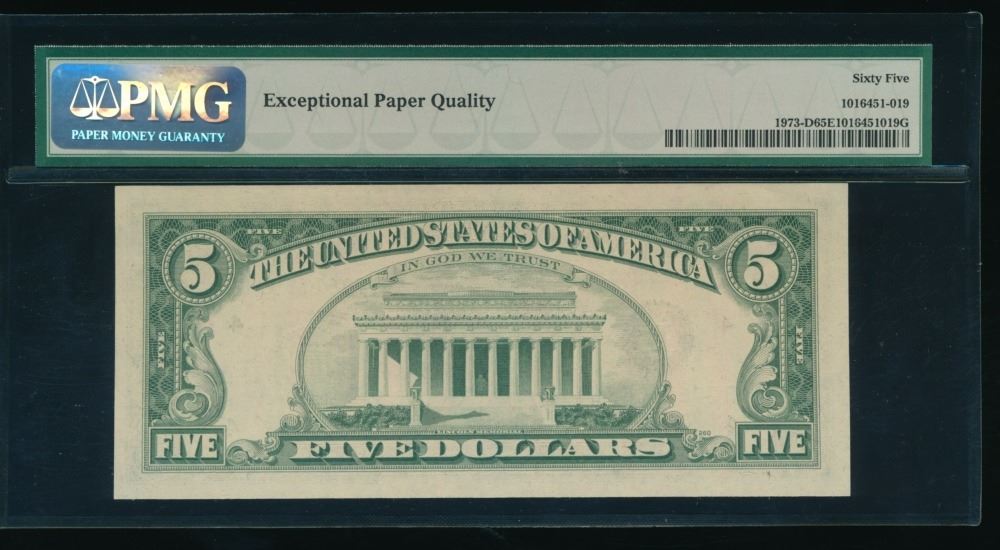 PMG
PAPER MONEY GUARANTY
Exceptional Paper Quality
Sixty Five
1016451-019
1973-D65E1016451019G
FIVE
FIVE
5
THE UNITED STATES OF AMERICA
5
IN GOD WE TRUST
FIVE
FIVE
LINCOLN MEMORIAL
260
FIVE
FIVE DOLLARS
FIVE